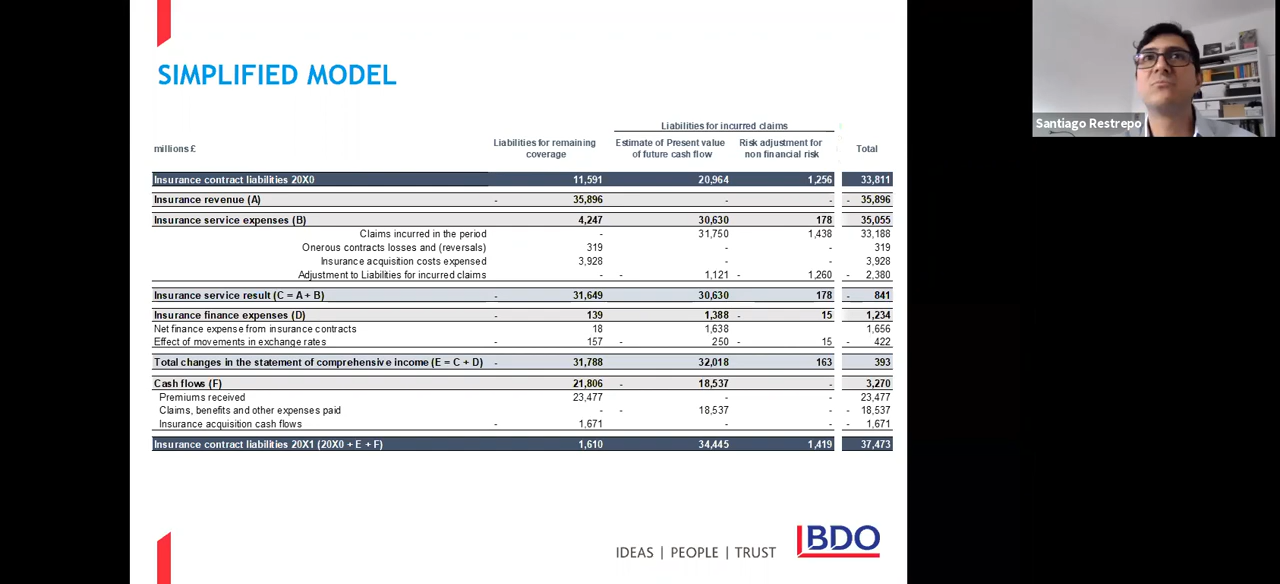 SIMPLIFIED MODEL
Santiago Restrepo
Liabilities for incurred claims
millions £ Liabilities for remaining coverage Estimate of Present value of future cash flow Risk adjustment for non financial risk Total
Insurance contract liabilities 20X0 11,591 20,964 1,256 33,811
Insurance revenue (A) - 35,896 - - - 35,896
Insurance service expenses (B) 4,247 30,630 178 35,055
Claims incurred in the period - 31,750 1,438 33,188
Onerous contracts losses and (reversals) 319 - - 319
Insurance acquisition costs expensed 3,928 - - 3,928
Adjustment to Liabilities for incurred claims - - 1,121 - 1,260 - 2,380
Insurance service result (C = A + B) - 31,649 30,630 178 - 841
Insurance finance expenses (D) - 139 1,388 - 15 1,234
Net finance expense from insurance contracts 18 1,638 1,656
Effect of movements in exchange rates - 157 - 250 - 15 - 422
Total changes in the statement of comprehensive income (E = C + D) - 31,788 32,018 163 393
Cash flows (F) 21,806 - 18,537 - 3,270
Premiums received 23,477 - - 23,477
Claims, benefits and other expenses paid - - 18,537 - - 18,537
Insurance acquisition cash flows - 1,671 - - - 1,671
Insurance contract liabilities 20X1 (20X0 + E + F) 1,610 34,445 1,419 37,473
IDEAS | PEOPLE | TRUST
BDO